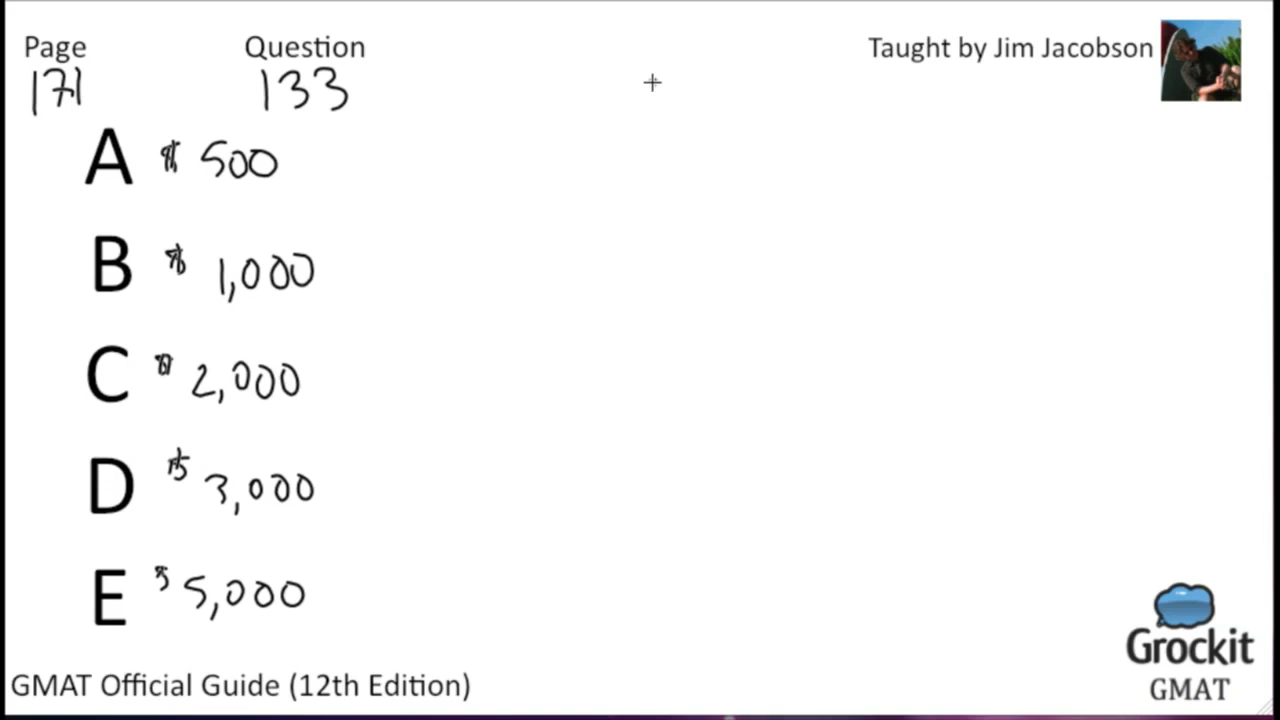 Page Question Taught by Jim Jacobson
171 133
A $ 500
B $ 1,000
C $ 2,000
D $ 3,000
E $ 5,000
Grockit
GMAT
GMAT Official Guide (12th Edition)